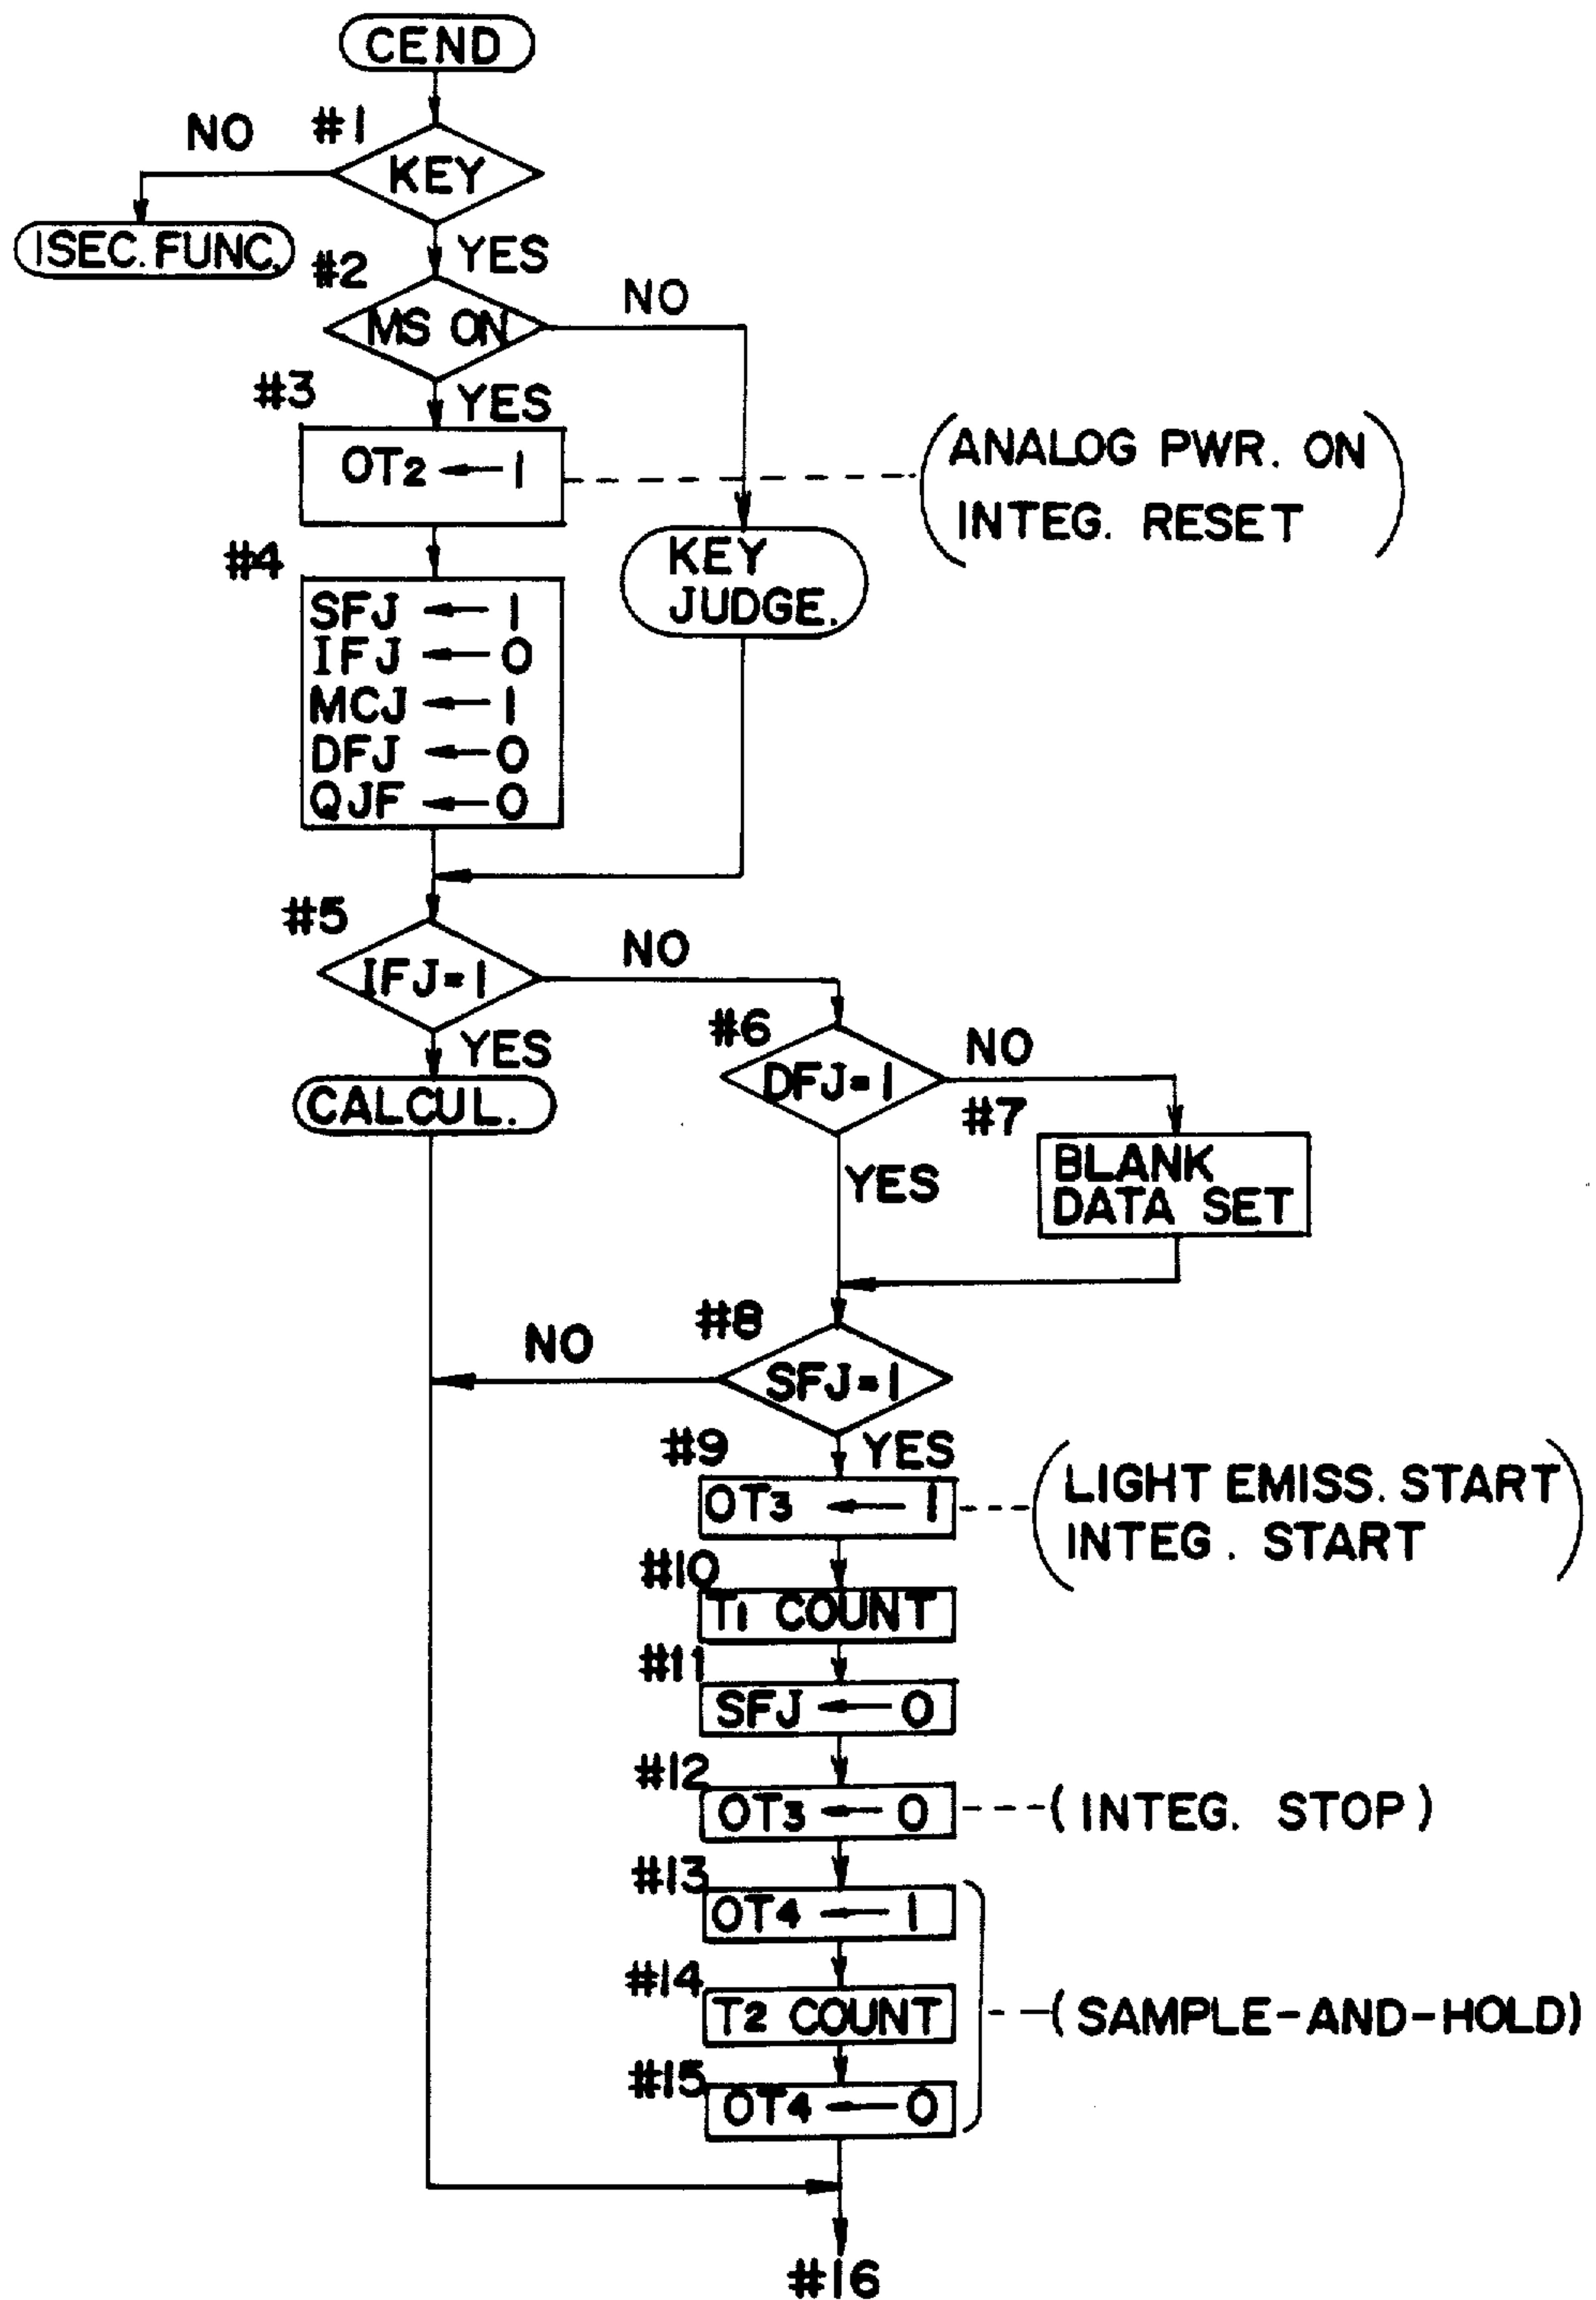 CEND
#1
NO
KEY
1SEC. FUNC.
YES
#2
MS ON
NO
#3
YES
OT2 ← 1
ANALOG PWR. ON
INTEG. RESET
#4
SFJ ← 1
IFJ ← 0
MCJ ← 1
DFJ ← 0
QJF ← 0
KEY
JUDGE.
#5
IFJ=1
NO
YES
CALCUL.
#6
DFJ=1
NO
#7
YES
BLANK
DATA SET
#8
NO
SFJ=1
#9
YES
OT3 ← 1
(LIGHT EMISS. START
INTEG. START)
#10
T1 COUNT
#11
SFJ ← 0
#12
OT3 ← 0
(INTEG. STOP)
#13
OT4 ← 1
#14
T2 COUNT
(SAMPLE-AND-HOLD)
#15
OT4 ← 0
#16